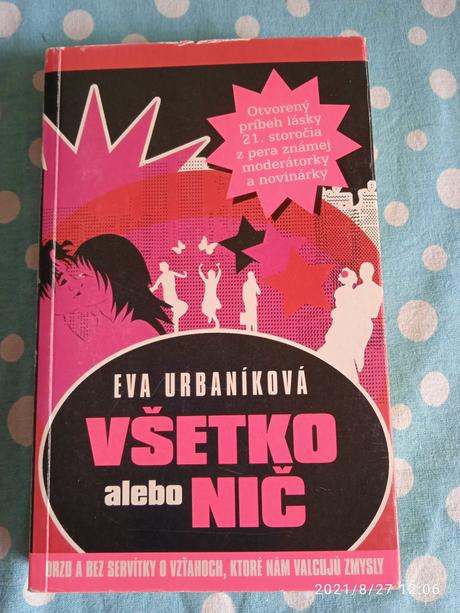 Otvorený
príbeh lásky
21. storočia
z pera známej
moderátorky
a novinárky
EVA URBANÍKOVÁ
VŠETKO
alebo NIČ
DRZO A BEZ SERVÍTKY O VZŤAHOCH, KTORÉ NÁM VALCUJÚ ZMYSLY
2021/8/27 12:06